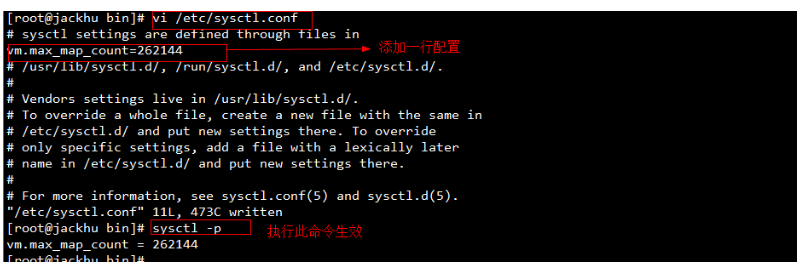 [root@jackhu bin]# vi /etc/sysctl.conf
# sysctl settings are defined through files in
vm.max_map_count=262144
添加一行配置
# /usr/lib/sysctl.d/, /run/sysctl.d/, and /etc/sysctl.d/.
#
# Vendors settings live in /usr/lib/sysctl.d/.
# To override a whole file, create a new file with the same in
# /etc/sysctl.d/ and put new settings there. To override
# only specific settings, add a file with a lexically later
# name in /etc/sysctl.d/ and put new settings there.
#
# For more information, see sysctl.conf(5) and sysctl.d(5).
"/etc/sysctl.conf" 11L, 473C written
[root@jackhu bin]# sysctl -p
执行此命令生效
vm.max_map_count = 262144
[root@jackhu bin]#